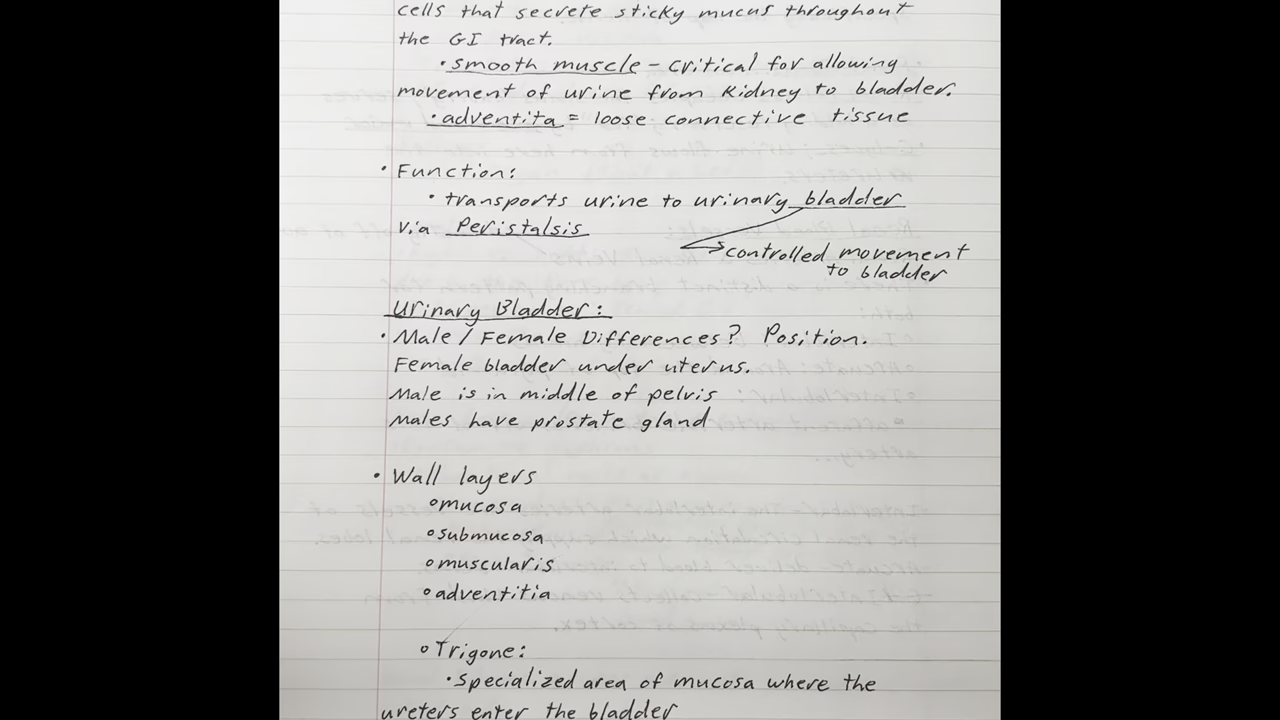 cells that secrete sticky mucus throughout
the GI tract.
• smooth muscle - critical for allowing
movement of urine from kidney to bladder.
• adventita = loose connective tissue
• Function:
• transports urine to urinary bladder
via Peristalsis
→ controlled movement
to bladder
Urinary Bladder:
• Male / Female Differences? Position.
Female bladder under uterus.
Male is in middle of pelvis
Males have prostate gland
• Wall layers
◦ mucosa
◦ submucosa
◦ muscularis
◦ adventitia
◦ Trigone:
• specialized area of mucosa where the
ureters enter the bladder